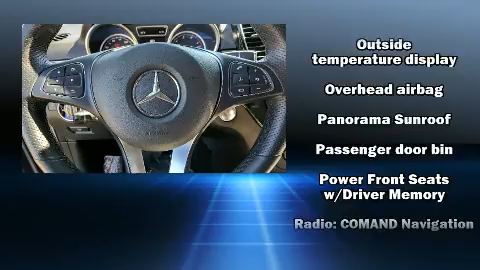 Outside
temperature display
Overhead airbag
Panorama Sunroof
Passenger door bin
Power Front Seats
w/Driver Memory
Radio: COMAND Navigation